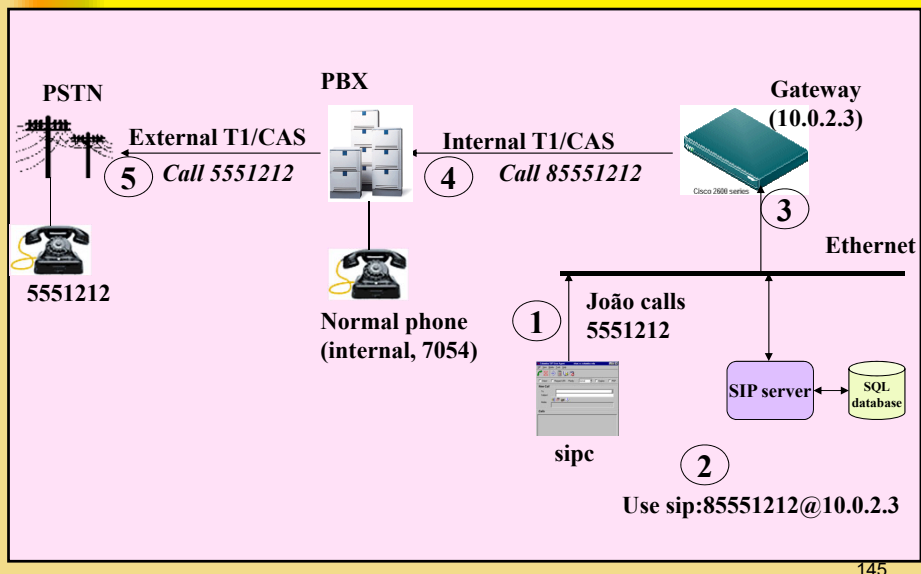 PSTN
PBX
Gateway
(10.0.2.3)
External T1/CAS
Internal T1/CAS
5
Call 5551212
4
Call 85551212
Cisco 2600 series
3
Ethernet
5551212
1
João calls
5551212
Normal phone
(internal, 7054)
SIP server
SQL
database
sipc
2
Use sip:85551212@10.0.2.3
145